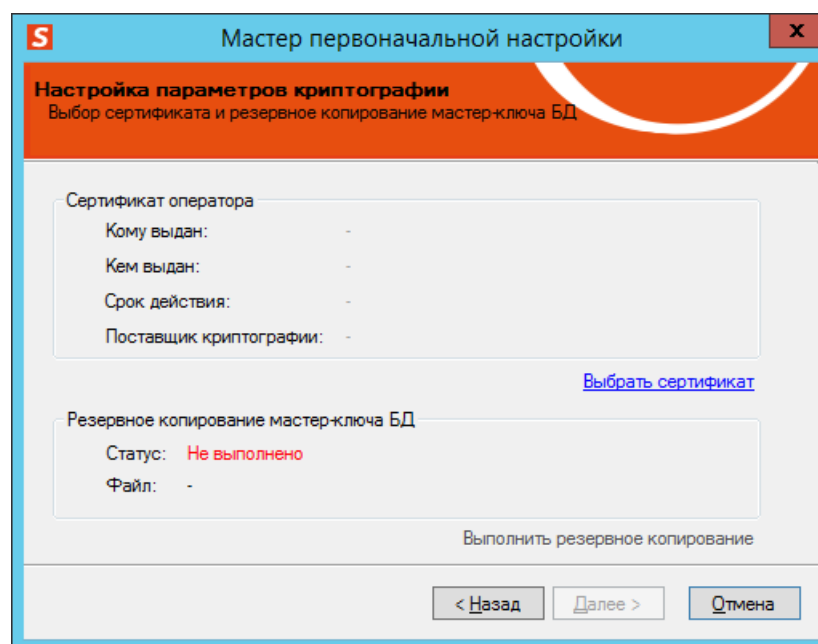 S
Мастер первоначальной настройки
x
Настройка параметров криптографии
Выбор сертификата и резервное копирование мастер-ключа БД
Сертификат оператора
Кому выдан: -
Кем выдан: -
Срок действия: -
Поставщик криптографии: -
Выбрать сертификат
Резервное копирование мастер-ключа БД
Статус: Не выполнено
Файл: -
Выполнить резервное копирование
< Назад Далее > Отмена